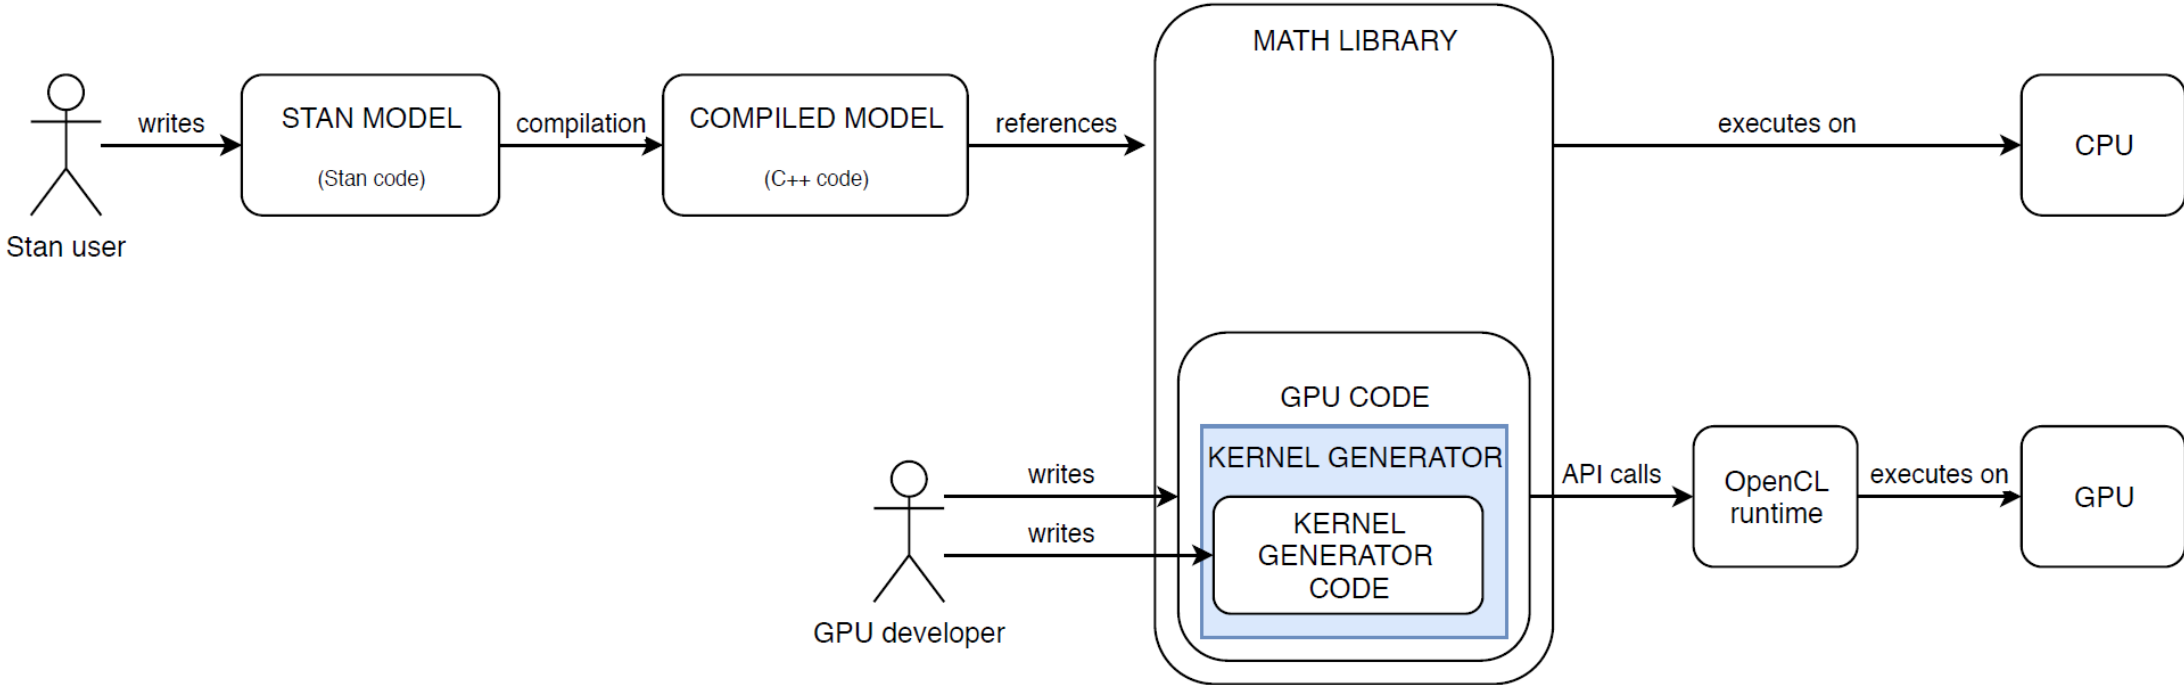 MATH LIBRARY
writes
STAN MODEL
(Stan code)
compilation
COMPILED MODEL
(C++ code)
references
executes on
CPU
Stan user
GPU CODE
KERNEL GENERATOR
writes
writes
KERNEL
GENERATOR
CODE
API calls
OpenCL
runtime
executes on
GPU
GPU developer